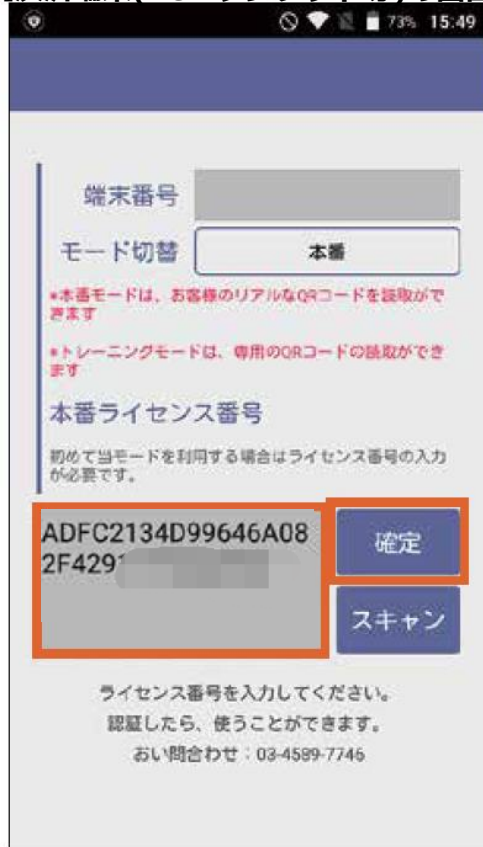 73% 15:49
端末番号
モード切替 本番
*本番モードは、お客様のリアルなQRコードを読取がで
きます
*トレーニングモードは、専用のQRコードの読取ができ
ます
本番ライセンス番号
初めて当モードを利用する場合はライセンス番号の入力
が必要です。
ADFC2134D99646A08
2F429
確定
スキャン
ライセンス番号を入力してく ださい。
認証したら、使うことができ ます。
おい問合わせ：03-4589-7746